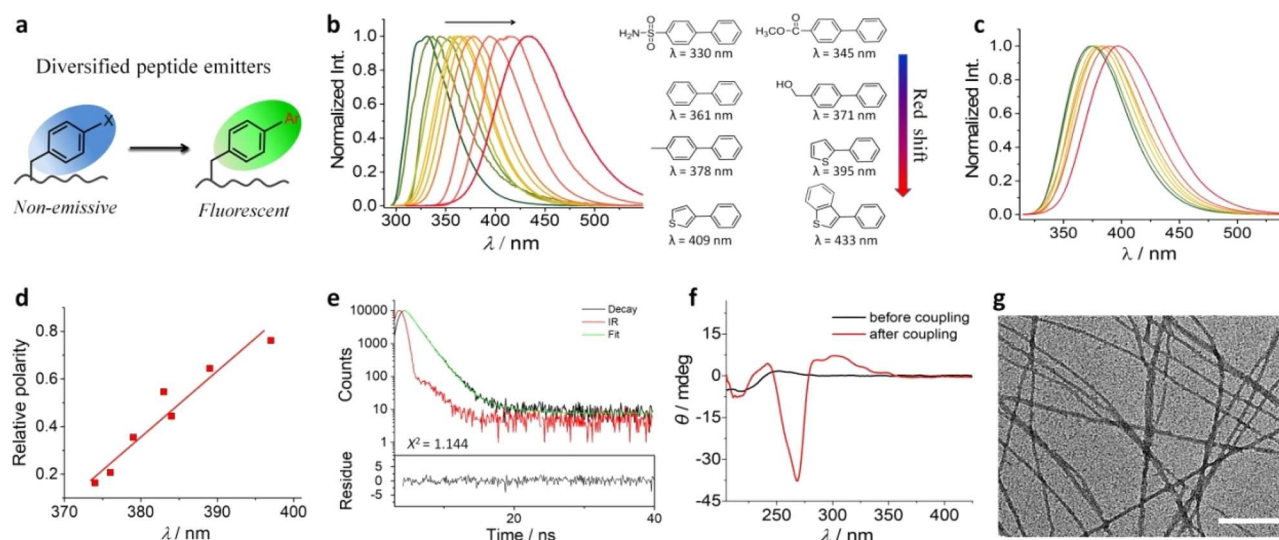 a
Diversified peptide emitters
X
Ar
Non-emissive
Fluorescent
b
Normalized Int.
1.0
0.8
0.6
0.4
0.2
0.0
300
350
400
450
500
λ / nm
H₂N
S
O
O
λ = 330 nm
O
H₃CO
λ = 345 nm
λ = 361 nm
HO
λ = 371 nm
λ = 378 nm
S
λ = 395 nm
S
λ = 409 nm
S
λ = 433 nm
Red shift
c
Normalized Int.
1.0
0.8
0.6
0.4
0.2
0.0
350
400
450
500
λ / nm
d
Relative polarity
0.8
0.6
0.4
0.2
370
380
390
400
λ / nm
e
Counts
10000
1000
100
10
1
Decay
IR
Fit
X² = 1.144
Residue
5
0
-5
20
40
Time / ns
f
θ / mdeg
15
0
-15
-30
-45
before coupling
after coupling
250
300
350
400
λ / nm
g